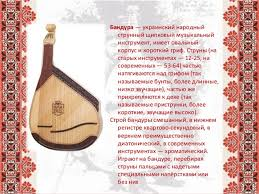 Бандура — украинский народный
струнный щипковый музыкальный
инструмент, имеет овальный
корпус и короткий гриф. Струны (на
старых инструментах — 12-25, на
современных — 53-64) частью
натягиваются над грифом (так
называемые бунты, более длинные,
низко звучащие), частью же
прикрепляются к деке (так
называемые приструнки, более
короткие, звучащие высоко).
Строй бандуры смешанный, в нижнем
регистре квартово-секундовый, в
верхнем преимущественно
диатонический, в современных
инструментах — хроматический.
Играют на бандуре, перебирая
струны пальцами с надетыми
специальными напёрстками или
без них